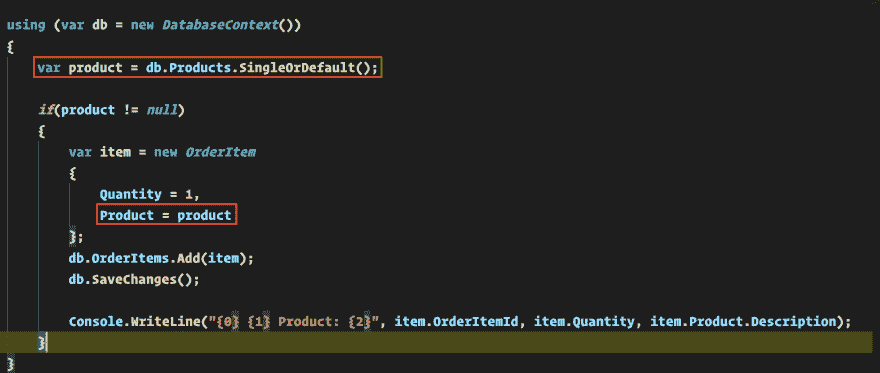 using (var db = new DatabaseContext())
{
var product = db.Products.SingleOrDefault();
if(product != null)
{
var item = new OrderItem
{
Quantity = 1,
Product = product
};
db.OrderItems.Add(item);
db.SaveChanges();
Console.WriteLine("{0} {1} Product: {2}", item.OrderItemId, item.Quantity, item.Product.Description);
}
}